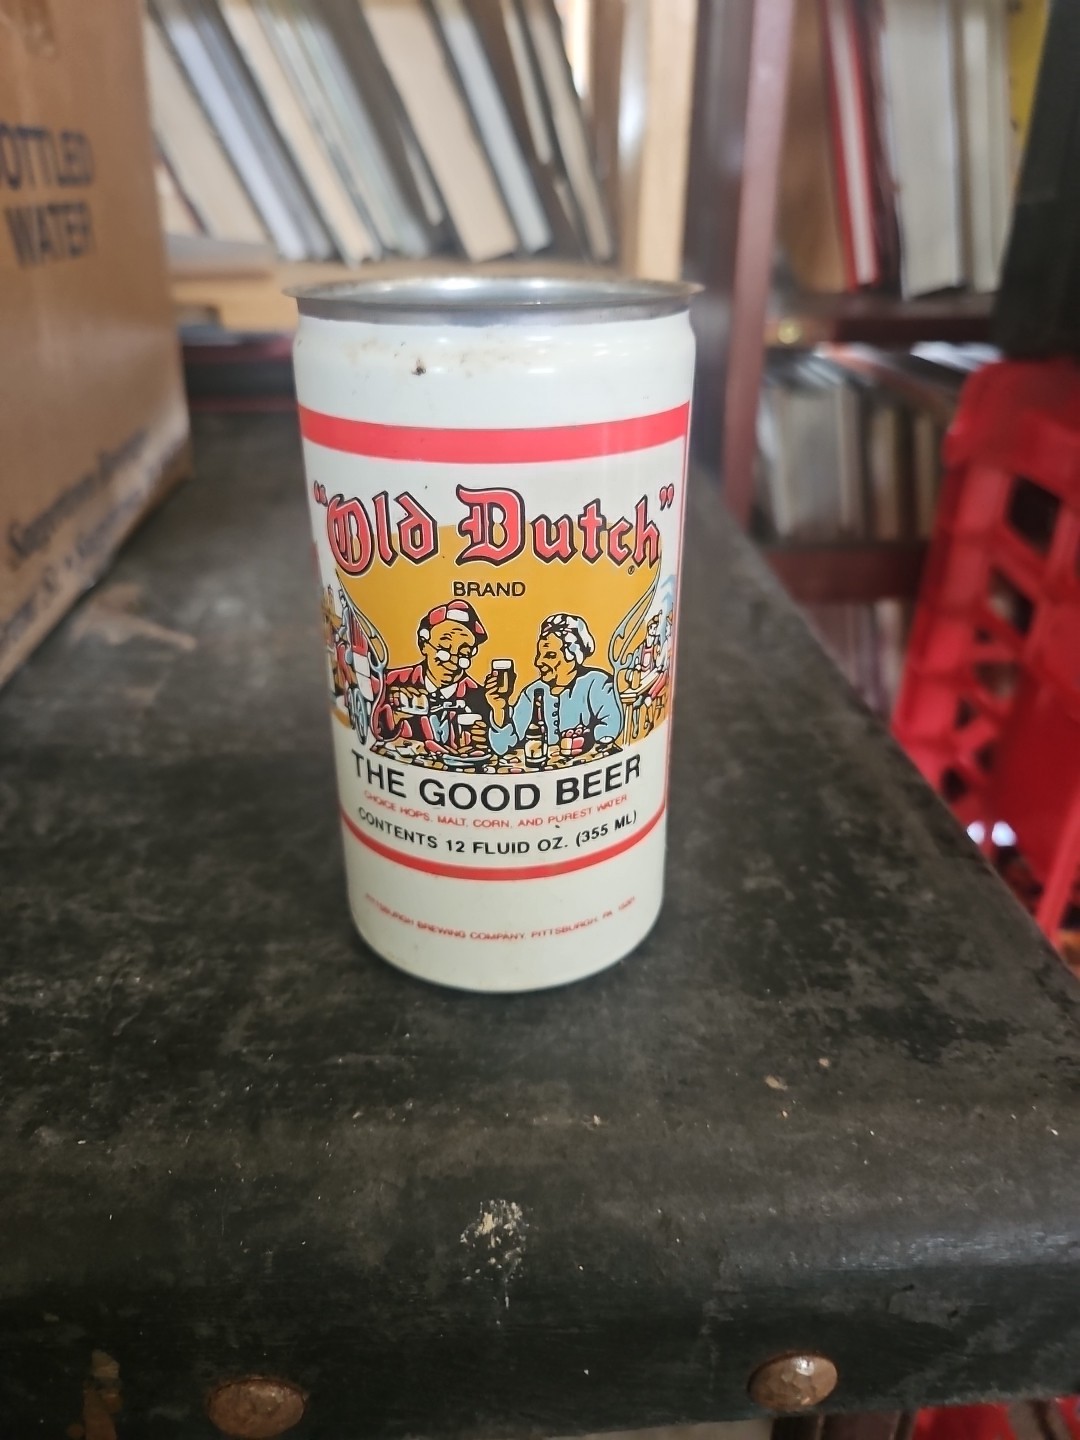 OTTLED
WATER
"Old Dutch"®
BRAND
THE GOOD BEER
CHOICE HOPS, MALT, CORN, AND PUREST WATER
CONTENTS 12 FLUID OZ. (355 ML)
PITTSBURGH BREWING COMPANY, PITTSBURGH, PA.